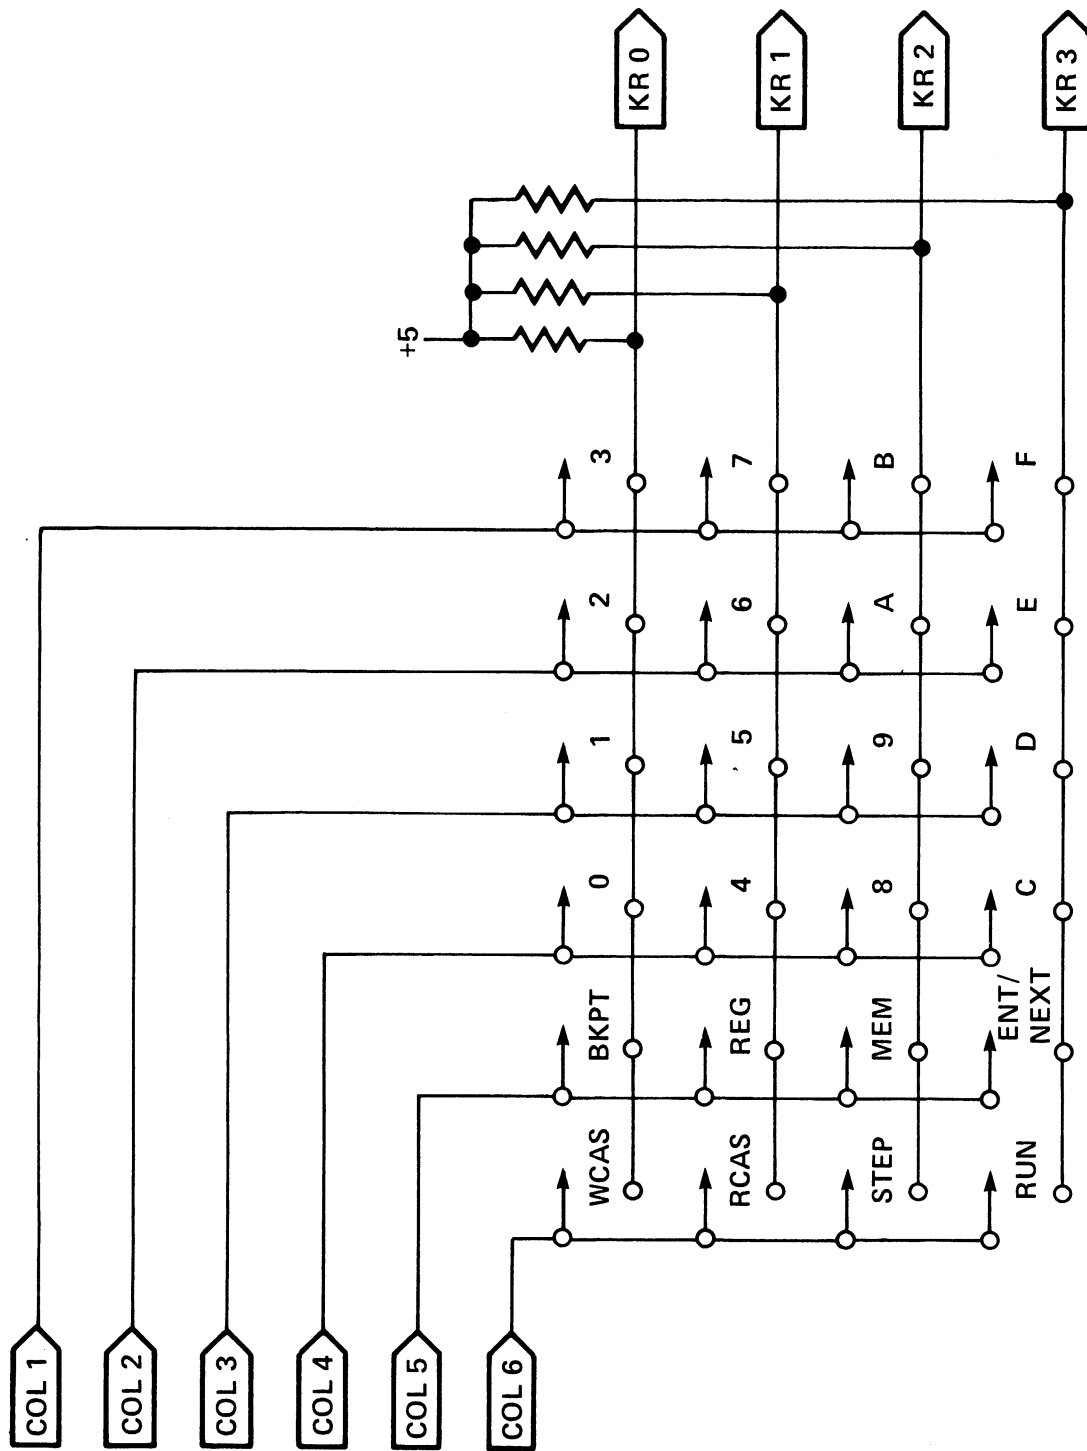 COL 1
COL 2
COL 3
COL 4
COL 5
COL 6
+5
WCAS
BKPT
0
1
2
3
KR 0
RCAS
REG
4
5
6
7
KR 1
STEP
MEM
8
9
A
B
KR 2
RUN
ENT/
NEXT
C
D
E
F
KR 3